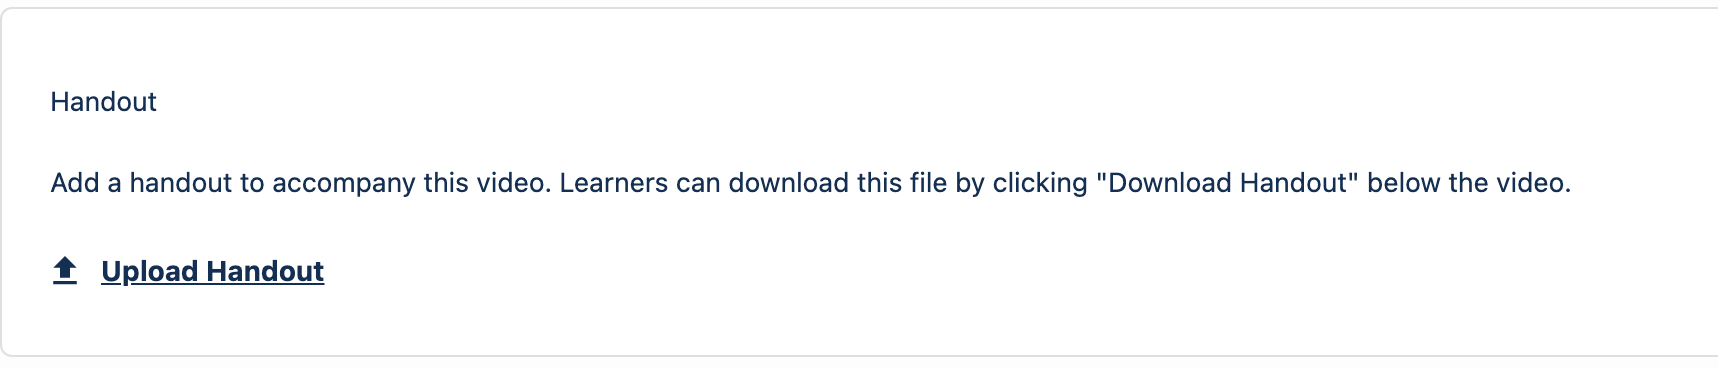 Handout
Add a handout to accompany this video. Learners can download this file by clicking "Download Handout" below the video.
Upload Handout